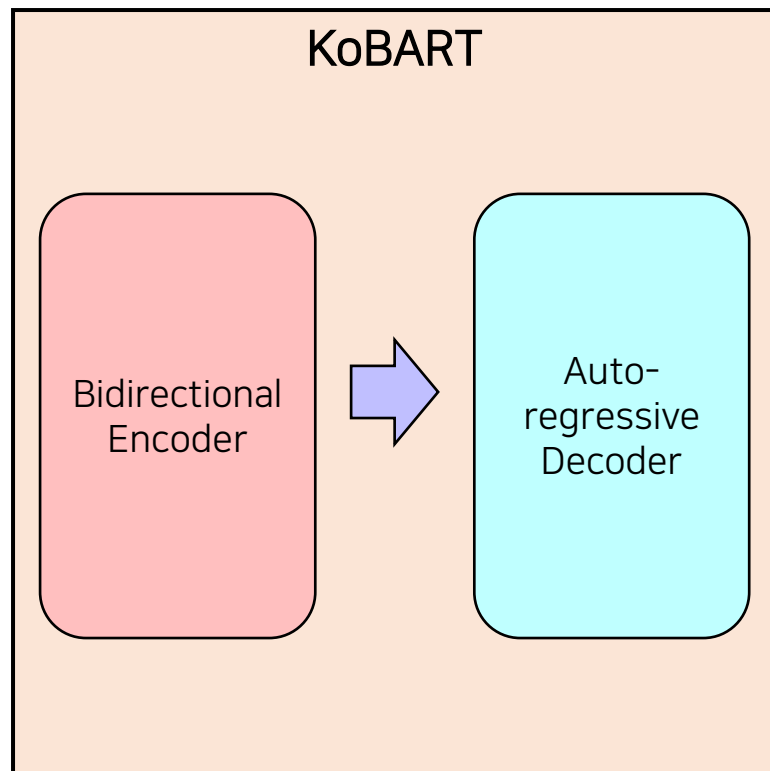 KoBART
Bidirectional
Encoder
Auto-
regressive
Decoder